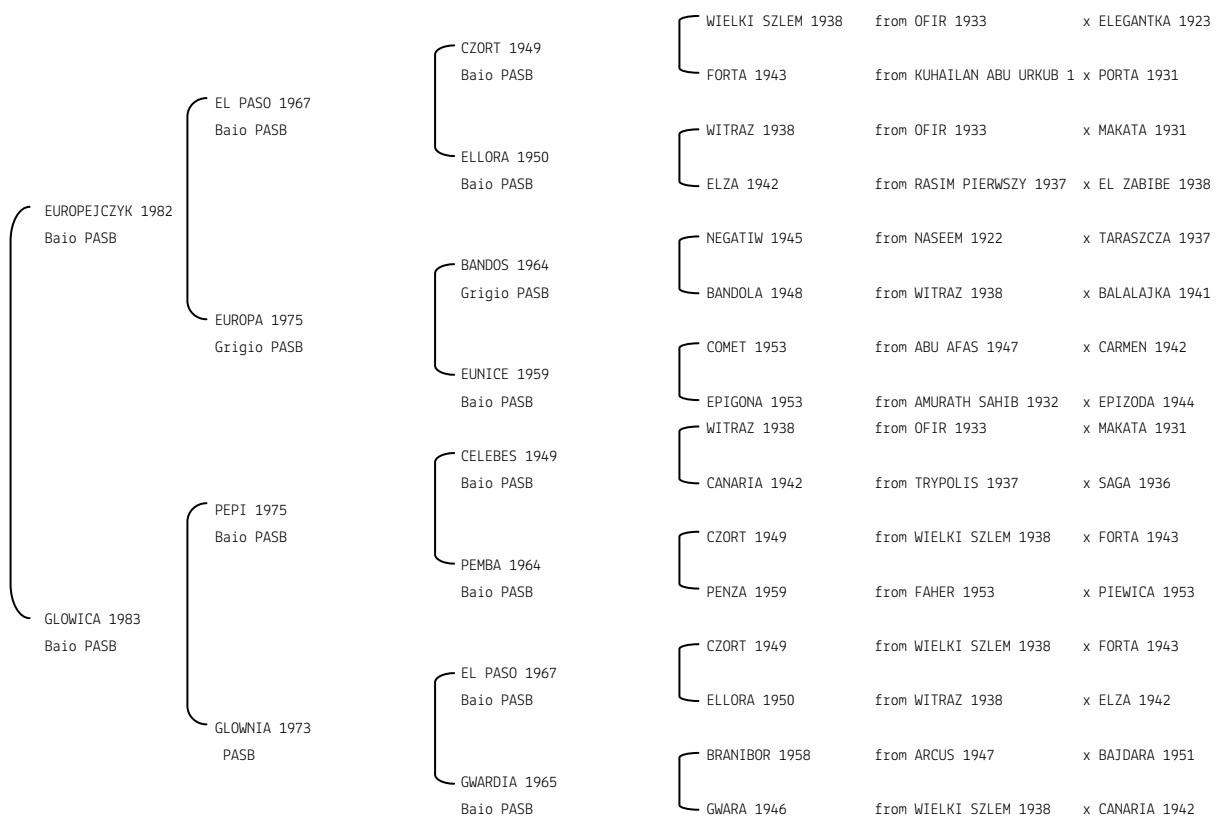 WIELKI SZLEM 1938 from OFIR 1933 x ELEGANTKA 1923
CZORT 1949
Baio PASB FORTA 1943 from KUHAILAN ABU URKUB 1 x PORTA 1931
EL PASO 1967
Baio PASB WITRAZ 1938 from OFIR 1933 x MAKATA 1931
ELLORA 1950
Baio PASB ELZA 1942 from RASIM PIERWSZY 1937 x EL ZABIBE 1938
EUROPEJCZYK 1982
Baio PASB NEGATIW 1945 from NASEEM 1922 x TARASZCZA 1937
BANDOS 1964
Grigio PASB BANDOLA 1948 from WITRAZ 1938 x BALALAJKA 1941
EUROPA 1975
Grigio PASB COMET 1953 from ABU AFAS 1947 x CARMEN 1942
EUNICE 1959
Baio PASB EPIGONA 1953 from AMURATH SAHIB 1932 x EPIZODA 1944
WITRAZ 1938 from OFIR 1933 x MAKATA 1931
CELEBES 1949
Baio PASB CANARIA 1942 from TRYPOLIS 1937 x SAGA 1936
PEPI 1975
Baio PASB CZORT 1949 from WIELKI SZLEM 1938 x FORTA 1943
PEMBA 1964
Baio PASB PENZA 1959 from FAHER 1953 x PIEWICA 1953
GLOWICA 1983
Baio PASB CZORT 1949 from WIELKI SZLEM 1938 x FORTA 1943
EL PASO 1967
Baio PASB ELLORA 1950 from WITRAZ 1938 x ELZA 1942
GLOWNIA 1973
PASB BRANIBOR 1958 from ARCUS 1947 x BAJDARA 1951
GWARDIA 1965
Baio PASB GWARA 1946 from WIELKI SZLEM 1938 x CANARIA 1942